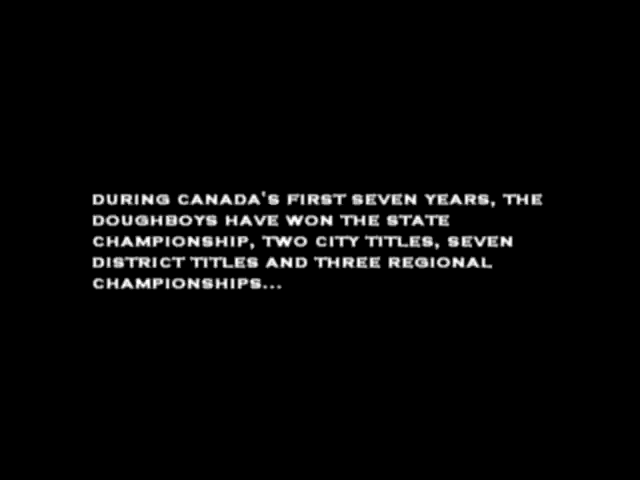 DURING CANADA'S FIRST SEVEN YEARS, THE
DOUGHBOYS HAVE WON THE STATE
CHAMPIONSHIP, TWO CITY TITLES, SEVEN
DISTRICT TITLES AND THREE REGIONAL
CHAMPIONSHIPS...